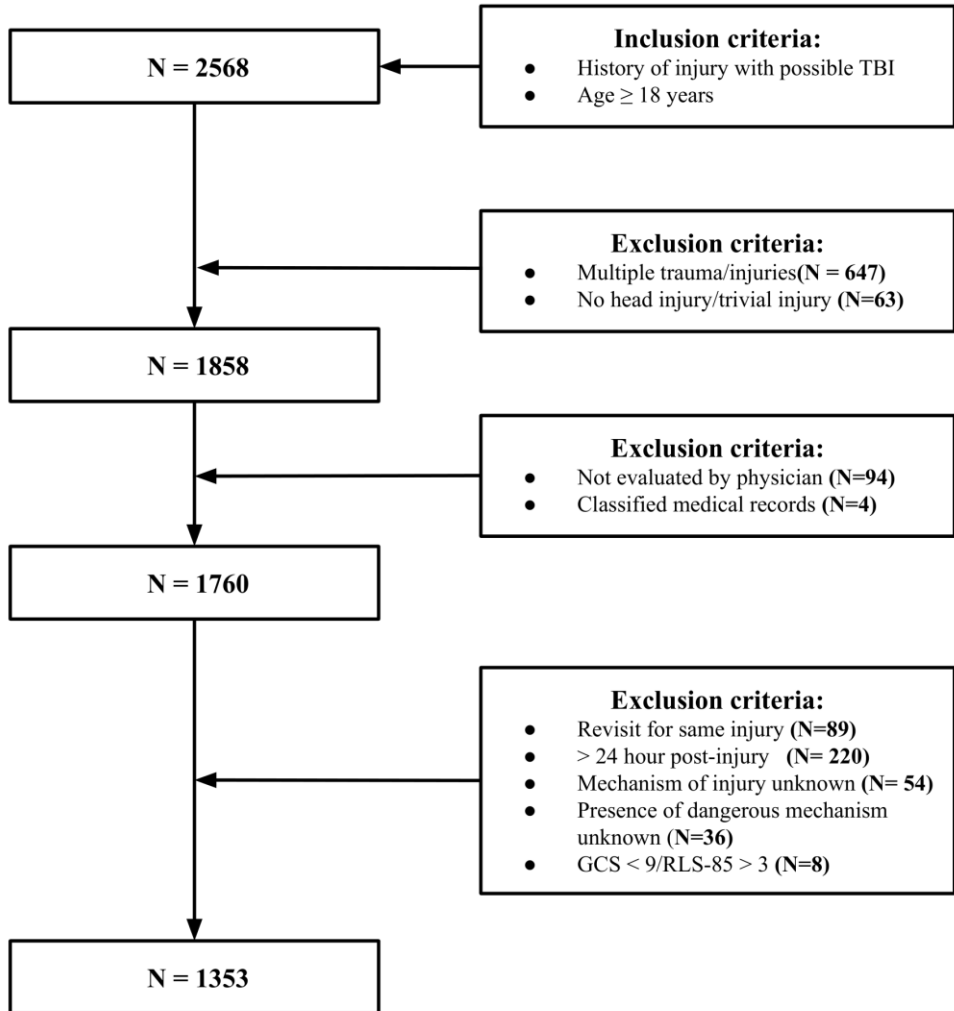 N = 2568
Inclusion criteria:
● History of injury with possible TBI
● Age ≥ 18 years
Exclusion criteria:
● Multiple trauma/injuries(N = 647)
● No head injury/trivial injury (N=63)
N = 1858
Exclusion criteria:
● Not evaluated by physician (N=94)
● Classified medical records (N=4)
N = 1760
Exclusion criteria:
● Revisit for same injury (N=89)
● > 24 hour post-injury (N= 220)
● Mechanism of injury unknown (N= 54)
● Presence of dangerous mechanism
unknown (N=36)
● GCS < 9/RLS-85 > 3 (N=8)
N = 1353